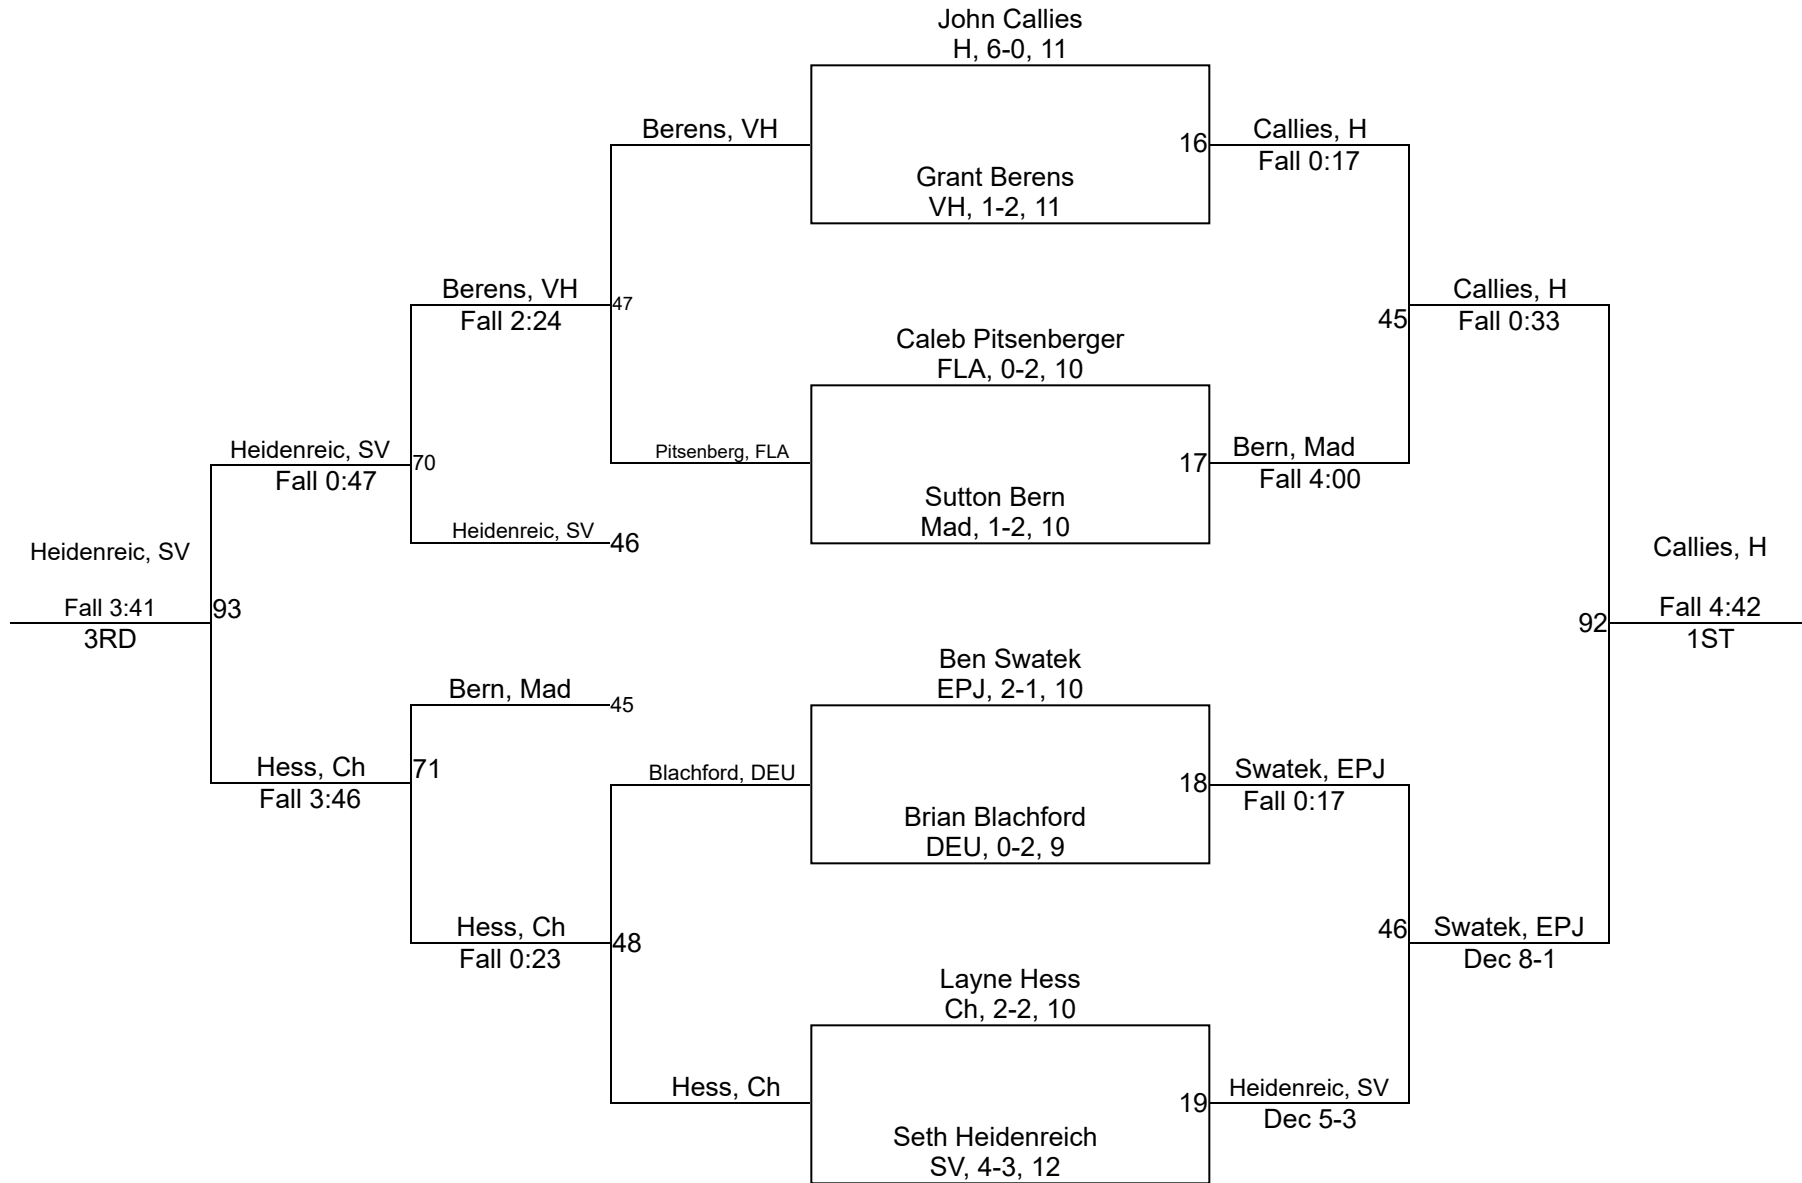 John Callies
H, 6-0, 11
Berens, VH
16
Callies, H
Fall 0:17
Grant Berens
VH, 1-2, 11
Berens, VH
Fall 2:24
47
45
Callies, H
Fall 0:33
Caleb Pitsenberger
FLA, 0-2, 10
Heidenreic, SV
Fall 0:47
70
Pitsenberg, FLA
17
Bern, Mad
Fall 4:00
Sutton Bern
Mad, 1-2, 10
Heidenreic, SV
46
Heidenreic, SV
Fall 3:41
3RD
93
Callies, H
92
Fall 4:42
1ST
Ben Swatek
EPJ, 2-1, 10
Bern, Mad
45
Hess, Ch
Fall 3:46
71
Blachford, DEU
18
Swatek, EPJ
Fall 0:17
Brian Blachford
DEU, 0-2, 9
Hess, Ch
Fall 0:23
48
46
Swatek, EPJ
Dec 8-1
Layne Hess
Ch, 2-2, 10
Hess, Ch
19
Heidenreic, SV
Dec 5-3
Seth Heidenreich
SV, 4-3, 12